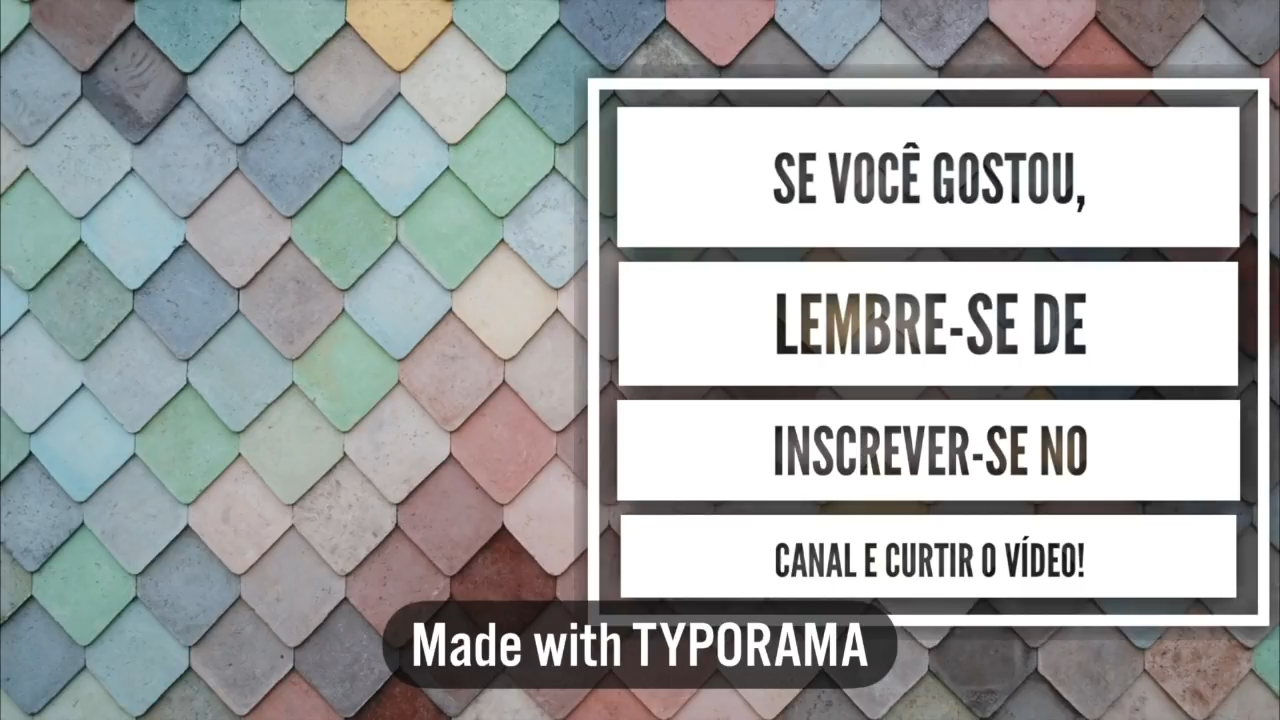 SE VOCÊ GOSTOU,
LEMBRE-SE DE
INSCREVER-SE NO
CANAL E CURTIR O VÍDEO!
Made with TYPORAMA